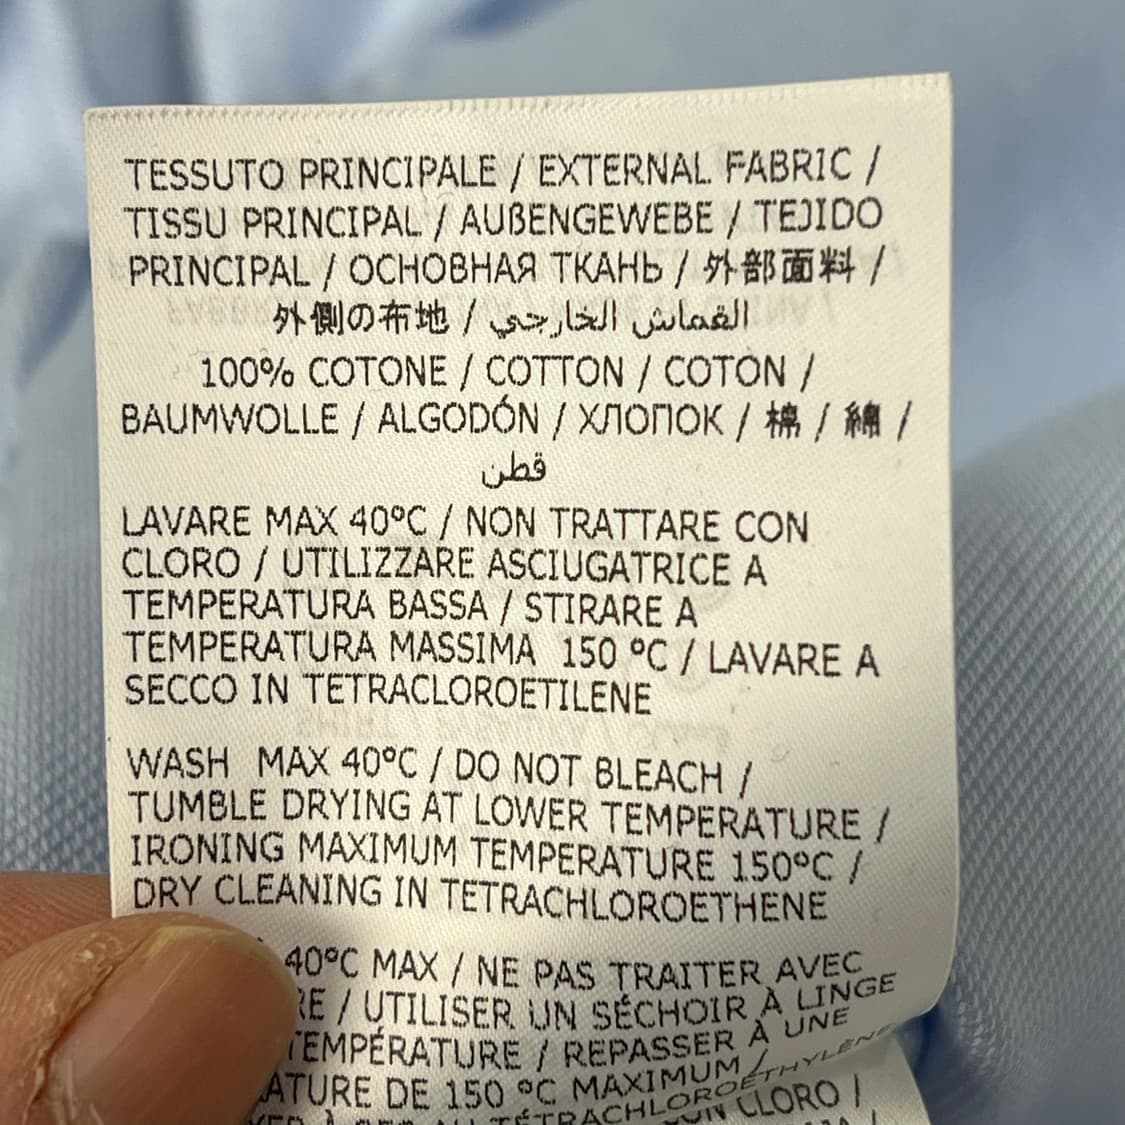 TESSUTO PRINCIPALE / EXTERNAL FABRIC /
TISSU PRINCIPAL / AUßENGEWEBE / TEJIDO
PRINCIPAL / ОСНОВНАЯ ТКАНЬ / 外部面料 /
外側の布地 / القماش الخارجي
100% COTONE / COTTON / COTON /
BAUMWOLLE / ALGODÓN / ХЛОПОК / 棉 / 綿 /
قطن
LAVARE MAX 40°C / NON TRATTARE CON
CLORO / UTILIZZARE ASCIUGATRICE A
TEMPERATURA BASSA / STIRARE A
TEMPERATURA MASSIMA 150 °C / LAVARE A
SECCO IN TETRACLOROETILENE
WASH MAX 40°C / DO NOT BLEACH /
TUMBLE DRYING AT LOWER TEMPERATURE /
IRONING MAXIMUM TEMPERATURE 150°C /
DRY CLEANING IN TETRACHLOROETHENE
40°C MAX / NE PAS TRAITER AVEC
/ UTILISER UN SÉCHOIR À LINGE
TEMPÉRATURE / REPASSER À UNE
DE 150 °C MAXIMUM /
AU TÉTRACHLOROÉTHYLÈNE
CON CLORO /